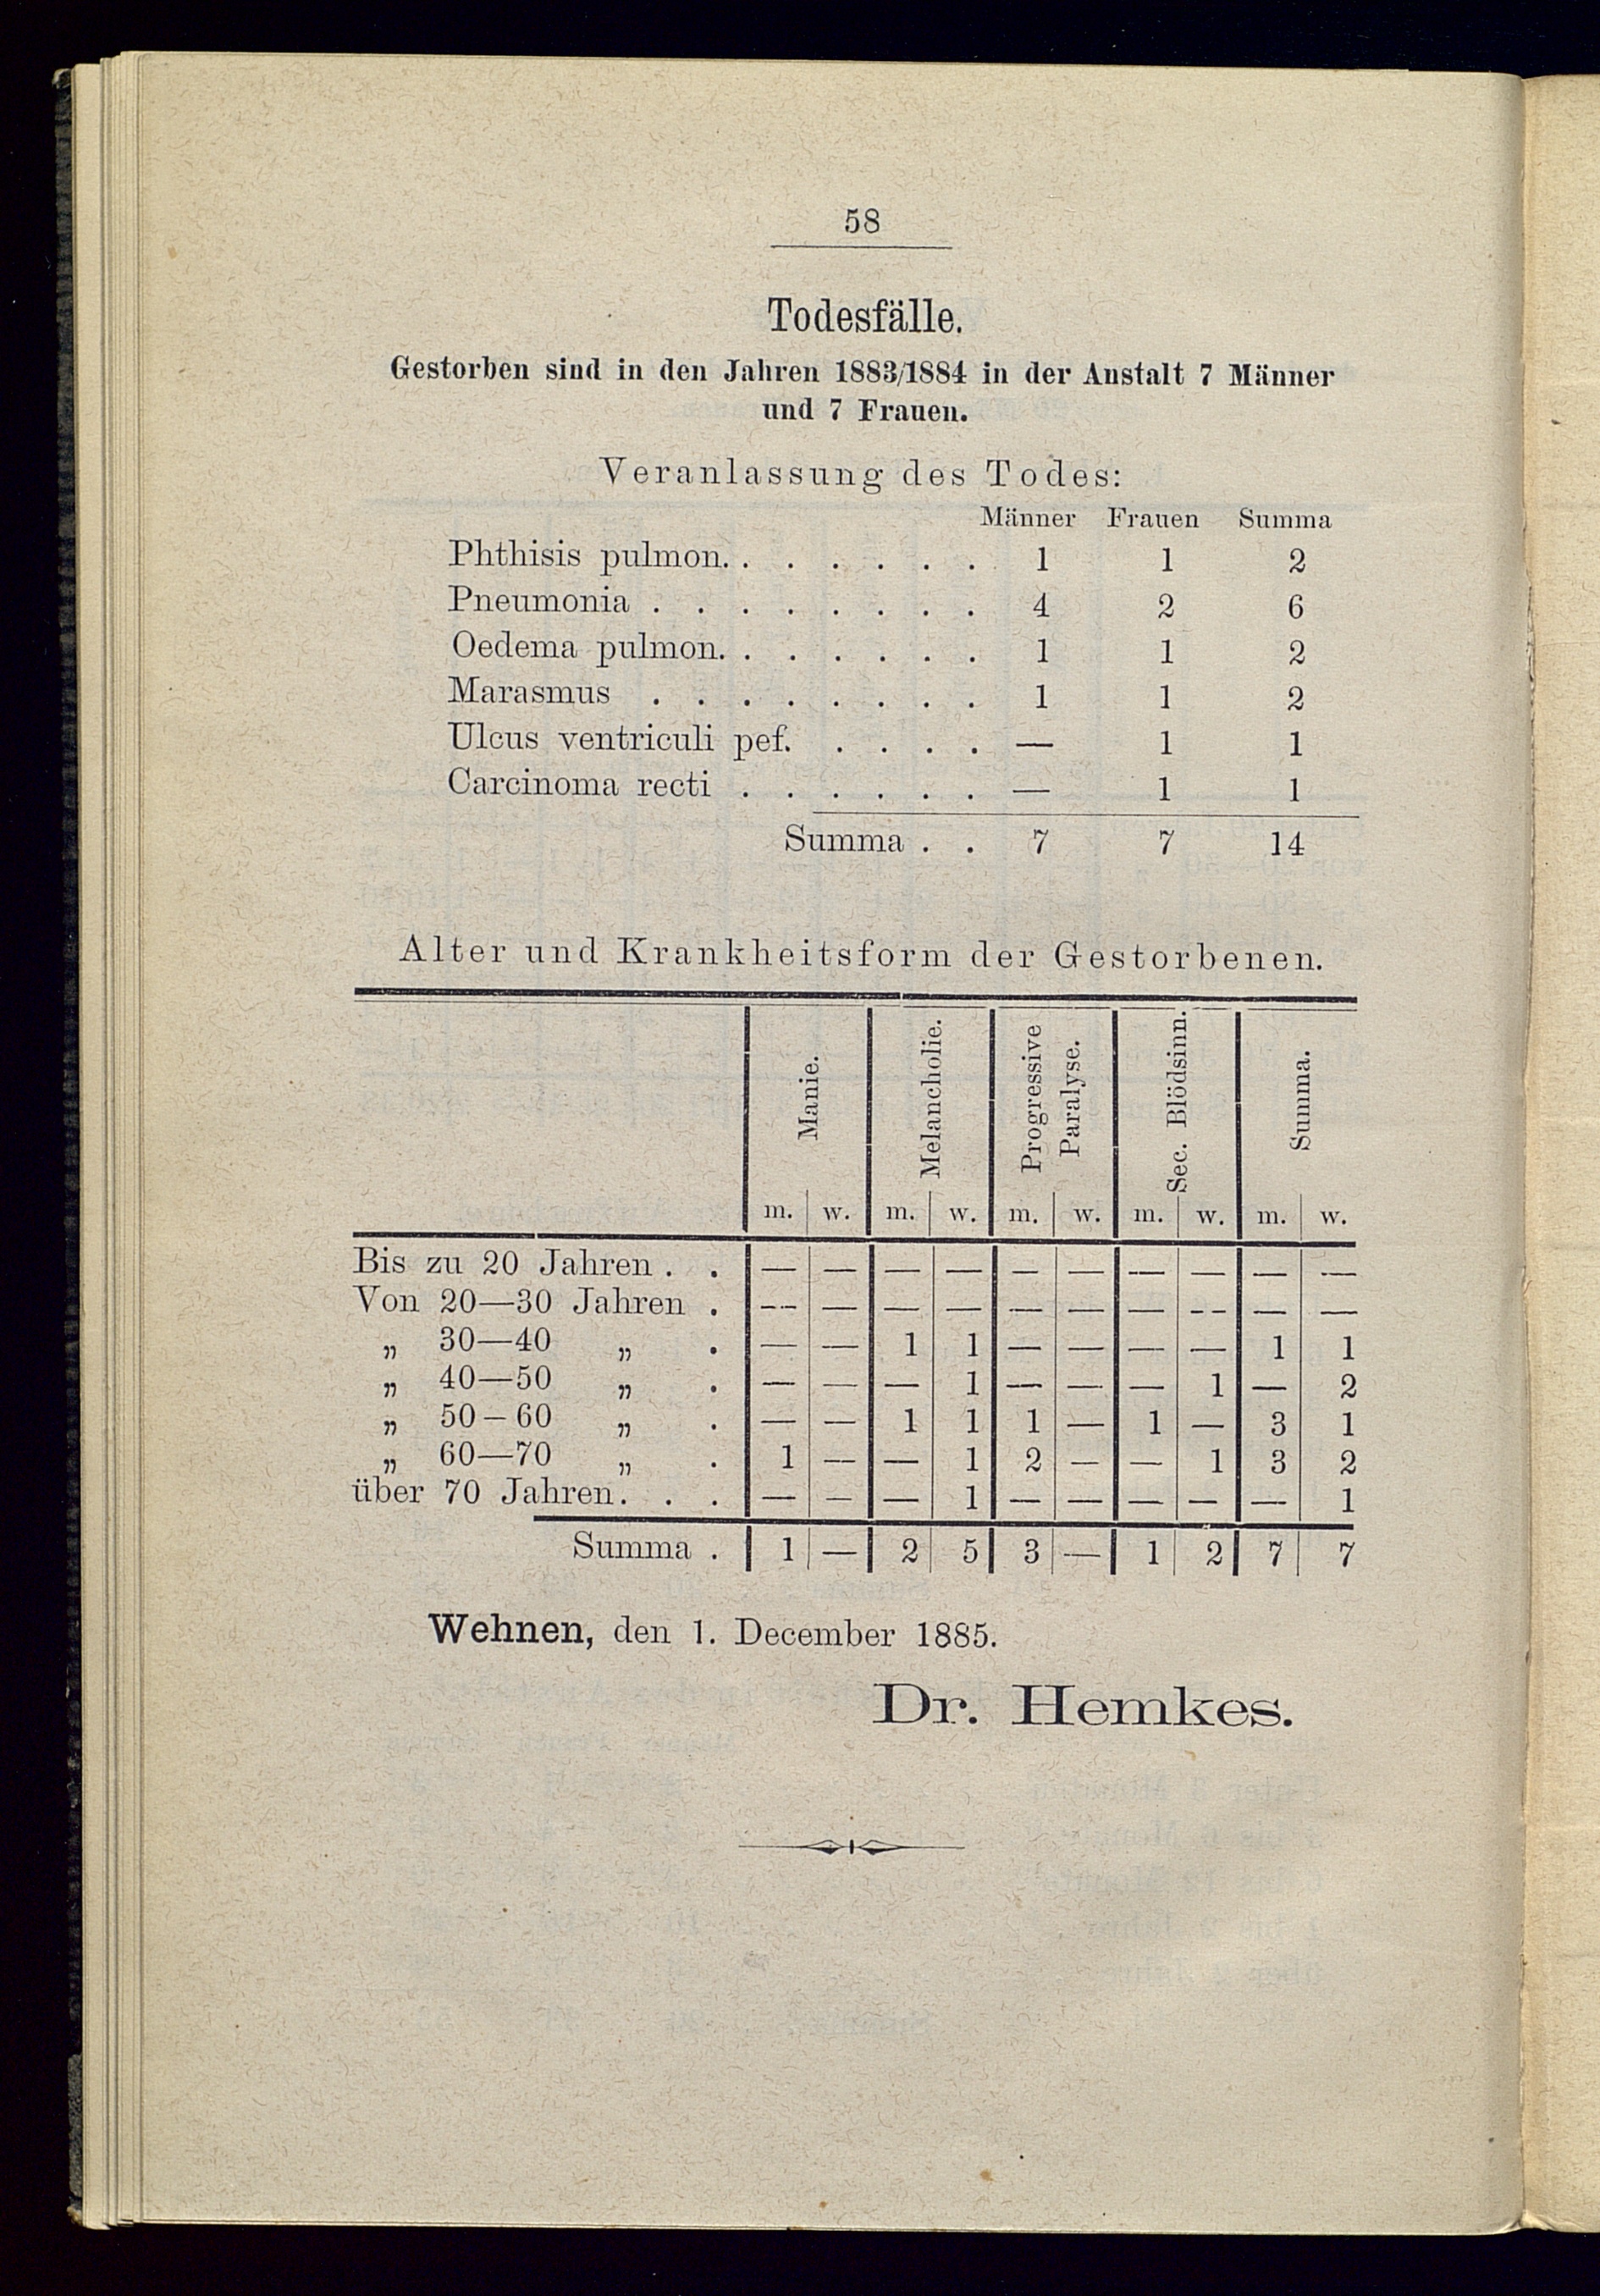 58
Todesfälle.
Gestorben sind in den Jahren 1883/1884 in der Anstalt 7 Männer
und 7 Frauen.
Veranlassung des Todes:
Männer Frauen Summa
Phthisis pulmon. . . . . . . 1 1 2
Pneumonia . . . . . . . . 4 2 6
Oedema pulmon. . . . . . . 1 1 2
Marasmus . . . . . . . . 1 1 2
Ulcus ventriculi pef. . . . . — 1 1
Carcinoma recti . . . . . . — 1 1
Summa . . 7 7 14
Alter und Krankheitsform der Gestorbenen.
Manie. Melancholie. Progressive Paralyse. Sec. Blödsinn. Summa.
m. w. m. w. m. w. m. w. m. w.
Bis zu 20 Jahren . . — — — — — — — — — —
Von 20—30 Jahren . — — — — — — — — — —
„ 30—40 „ . — — 1 1 — — — — 1 1
„ 40—50 „ . — — — 1 — — — 1 — 2
„ 50–60 „ . — — 1 1 1 — 1 — 3 1
„ 60—70 „ . 1 — — 1 2 — — 1 3 2
über 70 Jahren. . . — — — 1 — — — — — 1
Summa . 1 — 2 5 3 — 1 2 7 7
Wehnen, den 1. December 1885.
Dr. Hemkes.